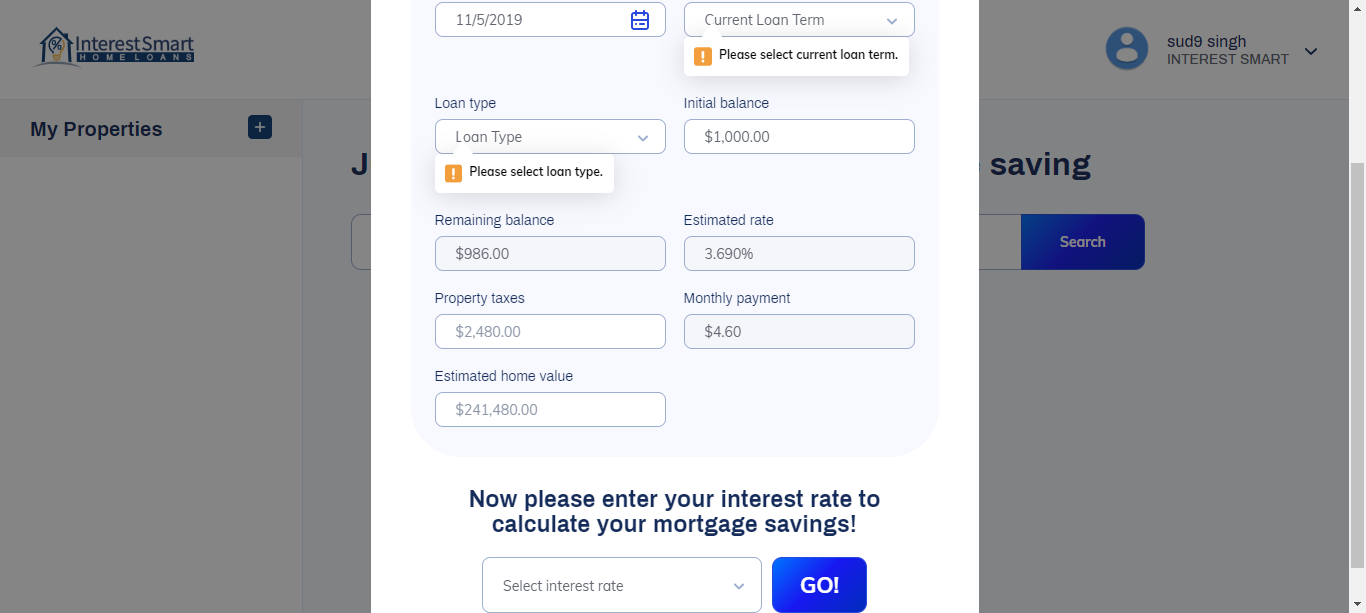 11/5/2019
Current Loan Term
InterestSmart
HOME LOANS
sud9 singh
INTEREST SMART
Please select current loan term.
Loan type
Initial balance
My Properties
Loan Type
$1,000.00
J
saving
Please select loan type.
Remaining balance
Estimated rate
Search
$986.00
3.690%
Property taxes
Monthly payment
$2,480.00
$4.60
Estimated home value
$241,480.00
Now please enter your interest rate to
calculate your mortgage savings!
Select interest rate
GO!